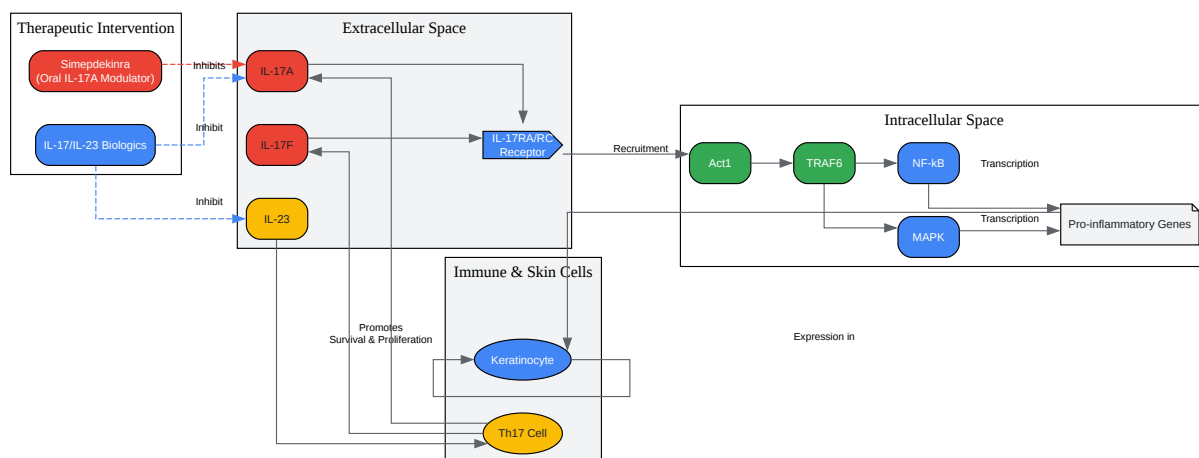 Therapeutic Intervention
Simepdekinra
(Oral IL-17A Modulator)
IL-17/IL-23 Biologics
Inhibits
Inhibit
Inhibit
Extracellular Space
IL-17A
IL-17F
IL-23
IL-17RA/RC
Receptor
Recruitment
Intracellular Space
Act1
TRAF6
NF-kB
MAPK
Transcription
Transcription
Pro-inflammatory Genes
Immune & Skin Cells
Promotes
Survival & Proliferation
Keratinocyte
Th17 Cell
Expression in